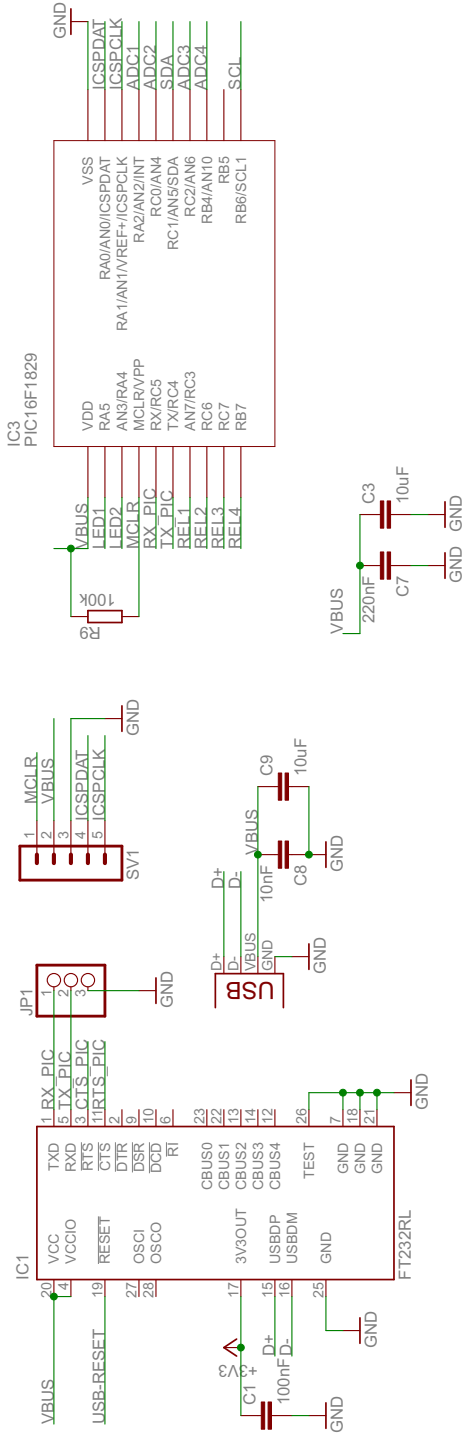 GND
ICSPDAT
ICSPCLK
ADC1
ADC2
SDA
ADC3
ADC4
SCL
VSS
RA0/AN0/ICSPDAT
RA1/AN1/VREF+/ICSPCLK
RA2/AN2/INT
RC0/AN4
RC1/AN5/SDA
RC2/AN6
RB4/AN10
RB5
RB6/SCL1
IC3
PIC16F1829
VDD
RA5
AN3/RA4
MCLR/VPP
RX/RC5
TX/RC4
AN7/RC3
RC6
RC7
RB7
VBUS
LED1
LED2
MCLR
RX_PIC
TX_PIC
REL1
REL2
REL3
REL4
R9
100k
VBUS
220nF
C7
C3
10uF
GND
GND
MCLR
VBUS
ICSPDAT
ICSPCLK
GND
1
2
3
4
5
SV1
JP1
1
2
3
GND
D+
D-
VBUS
GND
USB
D+
D-
VBUS
10nF
C8
C9
10uF
GND
GND
RX_PIC
TX_PIC
CTS_PIC
RTS_PIC
1
5
3
11
2
9
10
6
23
22
13
14
12
26
7
18
21
GND
TXD
RXD
RTS
CTS
DTR
DSR
DCD
RI
CBUS0
CBUS1
CBUS2
CBUS3
CBUS4
TEST
GND
GND
GND
IC1
FT232RL
VCC
VCCIO
RESET
OSCI
OSCO
3V3OUT
USBDP
USBDM
GND
20
4
19
27
28
17
15
16
25
VBUS
USB-RESET
+3V3
D+
D-
C1
100nF
GND
GND